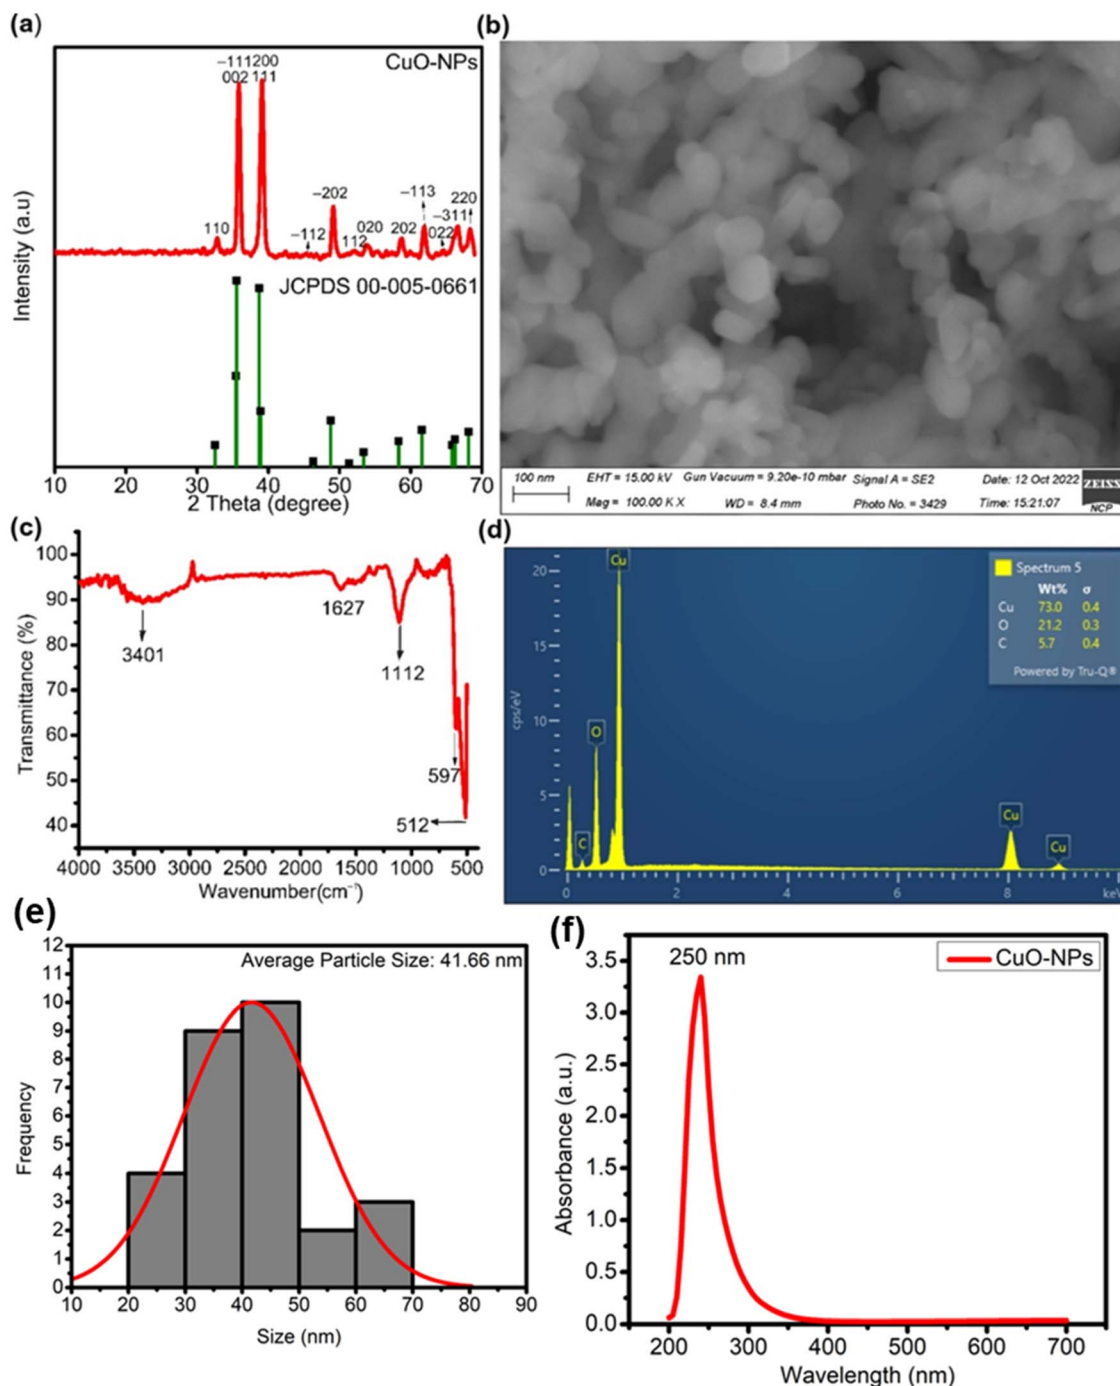 (a)
CuO-NPs
−111 200
002 111
110
−112
−202
112
020
202
−113
022
−311
220
JCPDS 00-005-0661
Intensity (a.u)
10 20 30 40 50 60 70
2 Theta (degree)
(b)
100 nm
EHT = 15.00 kV Gun Vacuum = 9.20e-10 mbar Signal A = SE2 Date: 12 Oct 2022
Mag = 100.00 K X WD = 8.4 mm Photo No. = 3429 Time: 15:21:07
ZEISS
NCP
(c)
100
90
80
70
60
50
40
Transmittance (%)
3401
1627
1112
597
512
4000 3500 3000 2500 2000 1500 1000 500
Wavenumber(cm⁻¹)
(d)
Spectrum 5
Wt% σ
Cu 73.0 0.4
O 21.2 0.3
C 5.7 0.4
Powered by Tru-Q®
cps/eV
20
15
10
5
0
C
O
Cu
Cu
Cu
0 2 4 6 8 keV
(e)
Average Particle Size: 41.66 nm
12
11
10
9
8
7
6
5
4
3
2
1
0
Frequency
10 20 30 40 50 60 70 80 90
Size (nm)
(f)
250 nm
CuO-NPs
3.5
3.0
2.5
2.0
1.5
1.0
0.5
0.0
Absorbance (a.u.)
200 300 400 500 600 700
Wavelength (nm)